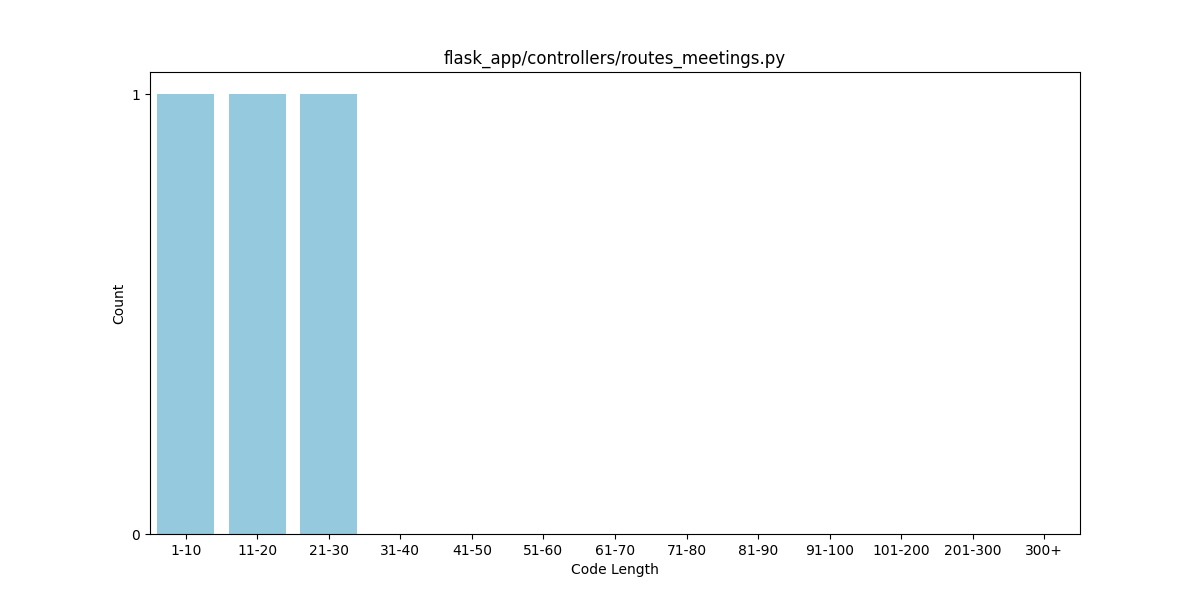 flask_app/controllers/routes_meetings.py
1
0
Count
1-10 11-20 21-30 31-40 41-50 51-60 61-70 71-80 81-90 91-100 101-200 201-300 300+
Code Length